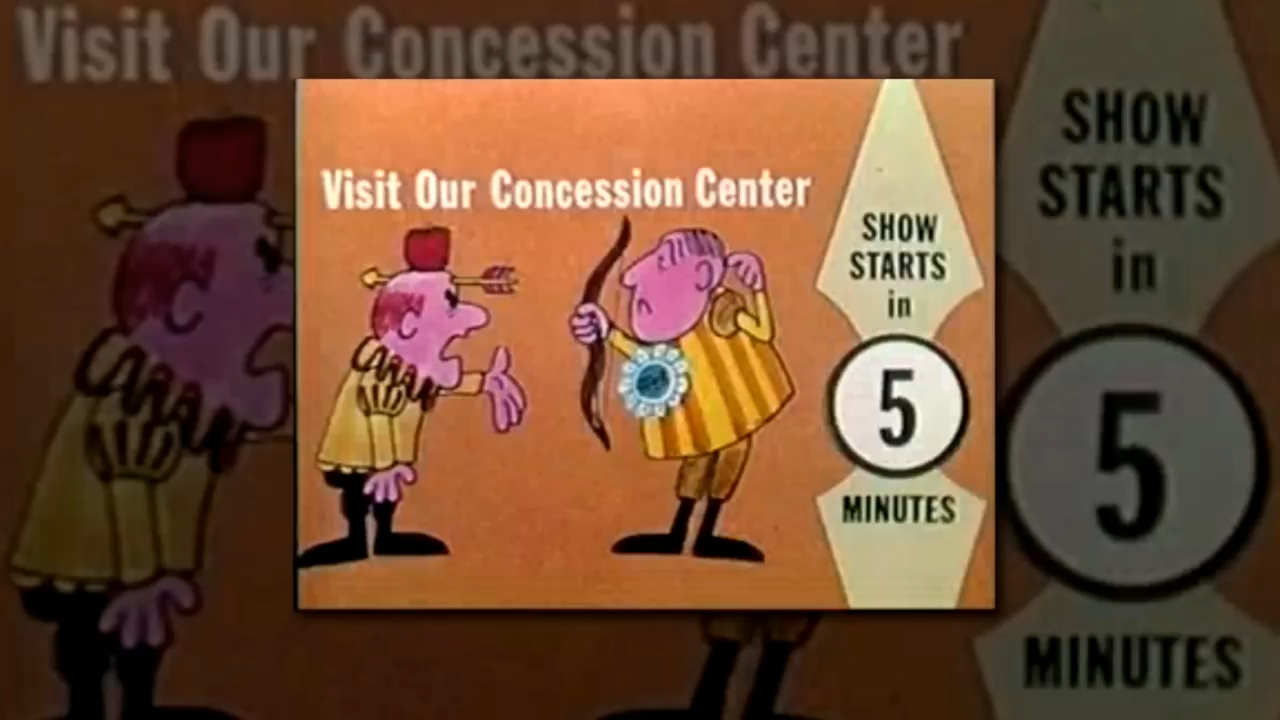 Visit Our Concession Center
SHOW
STARTS
in
5
MINUTES
Visit Our Concession Center
SHOW
STARTS
in
5
MINUTES